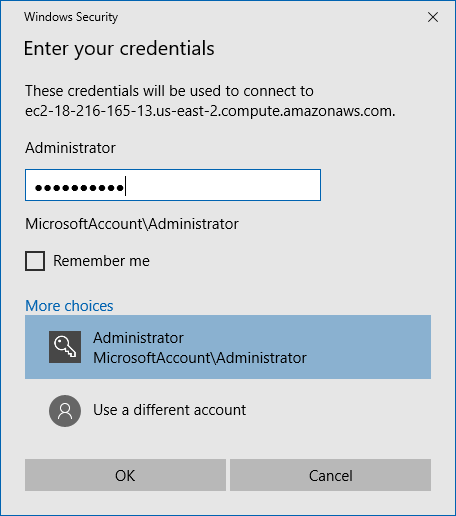 Windows Security
Enter your credentials
These credentials will be used to connect to
ec2-18-216-165-13.us-east-2.compute.amazonaws.com.
Administrator
●●●●●●●●●●
MicrosoftAccount\Administrator
Remember me
More choices
Administrator
MicrosoftAccount\Administrator
Use a different account
OK
Cancel